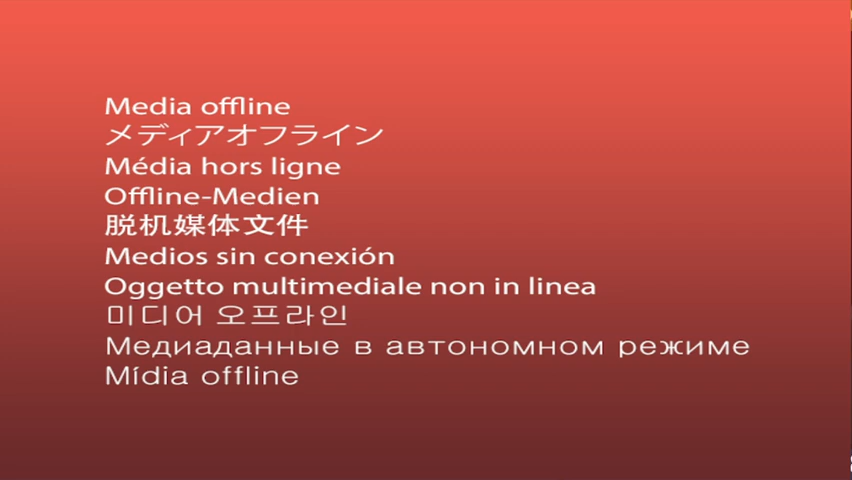 Media offline
メディアオフライン
Média hors ligne
Offline-Medien
脱机媒体文件
Medios sin conexión
Oggetto multimediale non in linea
미디어 오프라인
Медиаданные в автономном режиме
Mídia offline